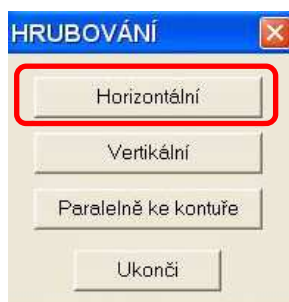 HRUBOVÁNÍ
Horizontální
Vertikální
Paralelně ke kontuře
Ukonči